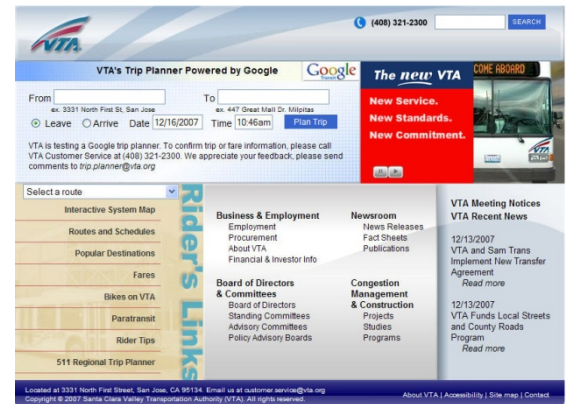 VTA
(408) 321-2300
SEARCH
VTA's Trip Planner Powered by Google
Google
From
To
ex. 3331 North First St, San Jose
ex. 447 Great Mall Dr. Milpitas
Leave Arrive Date 12/16/2007 Time 10:46am Plan Trip
VTA is testing a Google trip planner. To confirm trip or fare information, please call
VTA Customer Service at (408) 321-2300. We appreciate your feedback, please send
comments to trip.planner@vta.org
The new VTA
New Service.
New Standards.
New Commitment.
COME ABOARD
VTA
Select a route
Interactive System Map
Routes and Schedules
Popular Destinations
Fares
Bikes on VTA
Paratransit
Rider Tips
511 Regional Trip Planner
Rider's Links
Business & Employment
Employment
Procurement
About VTA
Financial & Investor Info
Board of Directors
& Committees
Board of Directors
Standing Committees
Advisory Committees
Policy Advisory Boards
Newsroom
News Releases
Fact Sheets
Publications
Congestion
Management
& Construction
Projects
Studies
Programs
VTA Meeting Notices
VTA Recent News
12/13/2007
VTA and Sam Trans
Implement New Transfer
Agreement
Read more
12/13/2007
VTA Funds Local Streets
and County Roads
Program
Read more
Located at 3331 North First Street, San Jose, CA 95134. Email us at customer.service@vta.org
Copyright © 2007 Santa Clara Valley Transportation Authority (VTA). All rights reserved.
About VTA | Accessibility | Site map | Contact